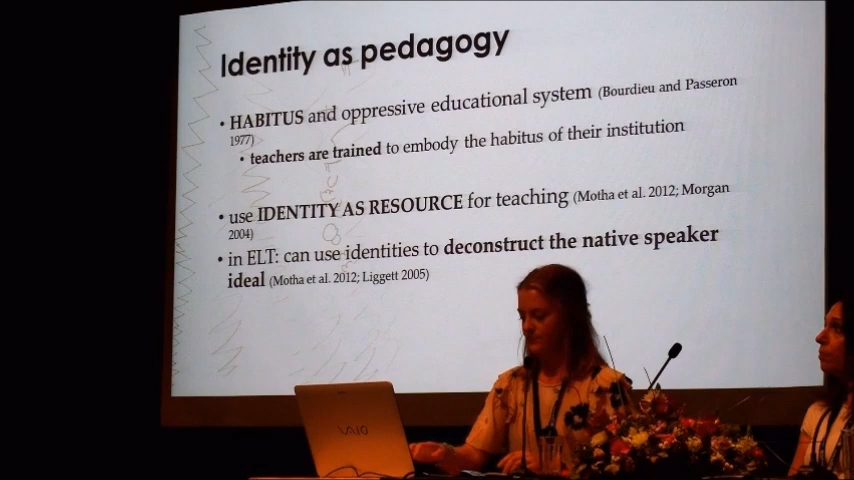 Identity as pedagogy
• HABITUS and oppressive educational system (Bourdieu and Passeron
1977)
• teachers are trained to embody the habitus of their institution
• use IDENTITY AS RESOURCE for teaching (Motha et al. 2012; Morgan
2004)
• in ELT: can use identities to deconstruct the native speaker
ideal (Motha et al. 2012; Liggett 2005)
VAIO